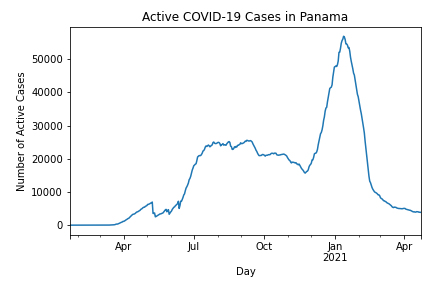 Active COVID-19 Cases in Panama
Number of Active Cases
50000
40000
30000
20000
10000
0
Apr Jul Oct Jan Apr
2021
Day